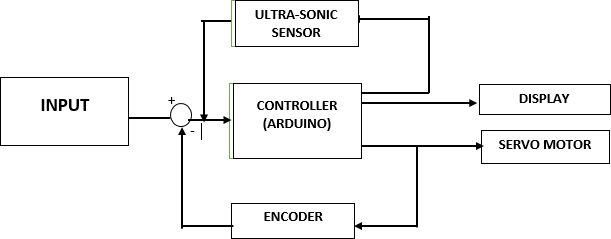 ULTRA-SONIC
SENSOR
INPUT
+
-
CONTROLLER
(ARDUINO)
DISPLAY
SERVO MOTOR
ENCODER